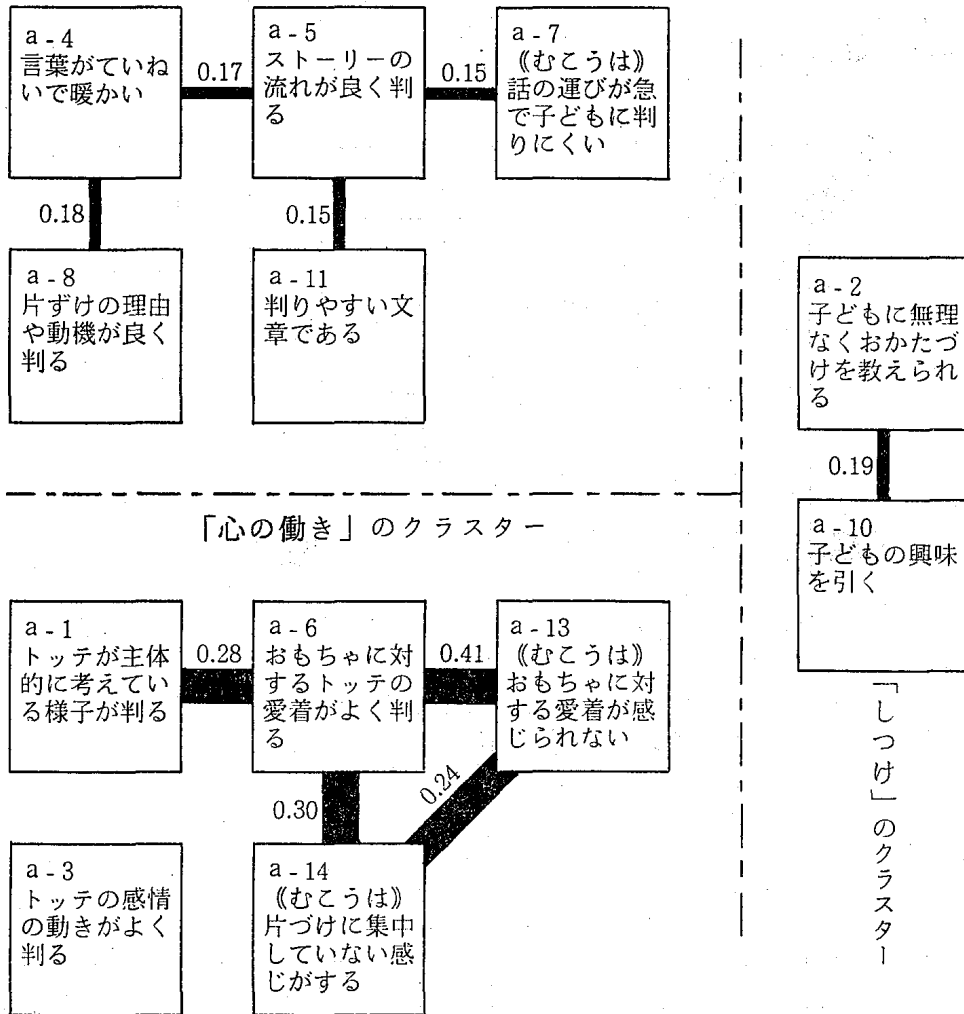 a-4
言葉がていね
いで暖かい
0.17
a-5
ストーリーの
流れが良く判
る
0.15
a-7
⟪むこうは⟫
話の運びが急
で子どもに判
りにくい
0.18
0.15
a-8
片ずけの理由
や動機が良く
判る
a-11
判りやすい文
章である
a-2
子どもに無理
なくおかたづ
けを教えられ
る
0.19
a-10
子どもの興味
を引く
「しつけ」のクラスター
「心の働き」のクラスター
a-1
トッテが主体
的に考えてい
る様子が判る
0.28
a-6
おもちゃに対
するトッテの
愛着がよく判
る
0.41
a-13
⟪むこうは⟫
おもちゃに対
する愛着が感
じられない
0.30
0.24
a-3
トッテの感情
の動きがよく
判る
a-14
⟪むこうは⟫
片づけに集中
していない感
じがする